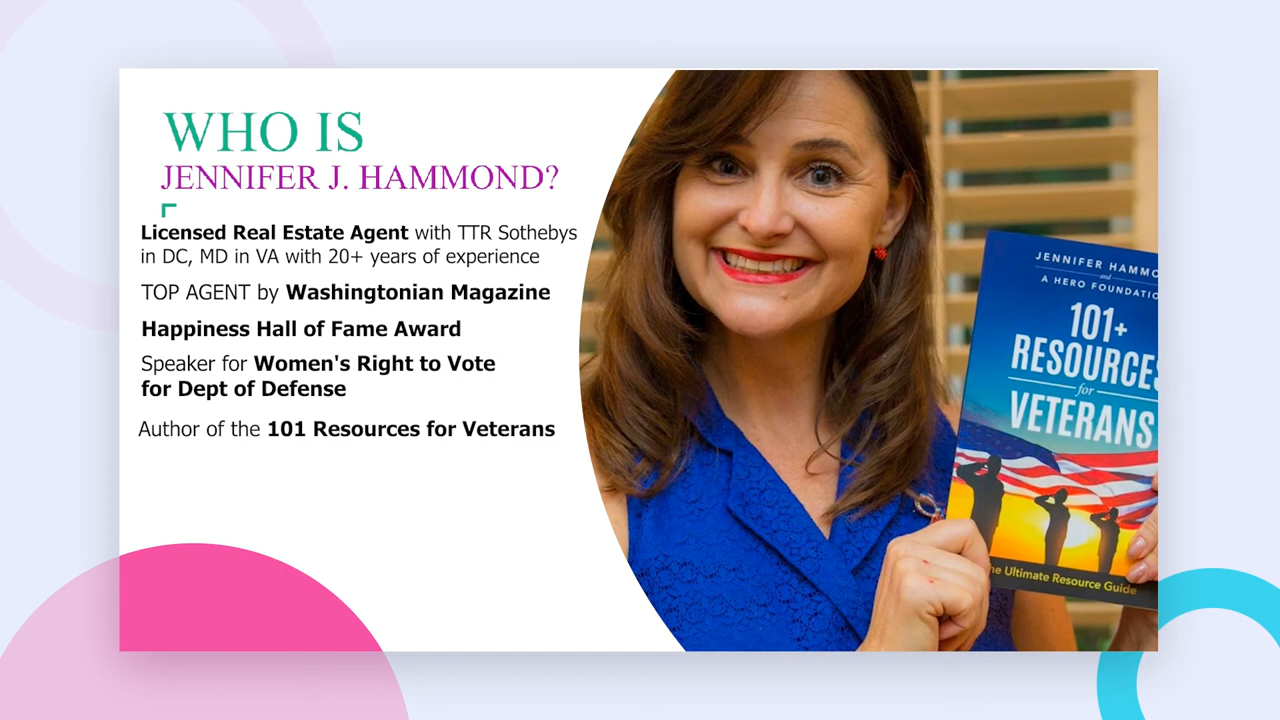 WHO IS
JENNIFER J. HAMMOND?
Licensed Real Estate Agent with TTR Sothebys
in DC, MD in VA with 20+ years of experience
TOP AGENT by Washingtonian Magazine
Happiness Hall of Fame Award
Speaker for Women's Right to Vote
for Dept of Defense
Author of the 101 Resources for Veterans
JENNIFER HAMMO
and
A HERO FOUNDATIO
101+
RESOURCES
for
VETERANS
he Ultimate Resource Guide